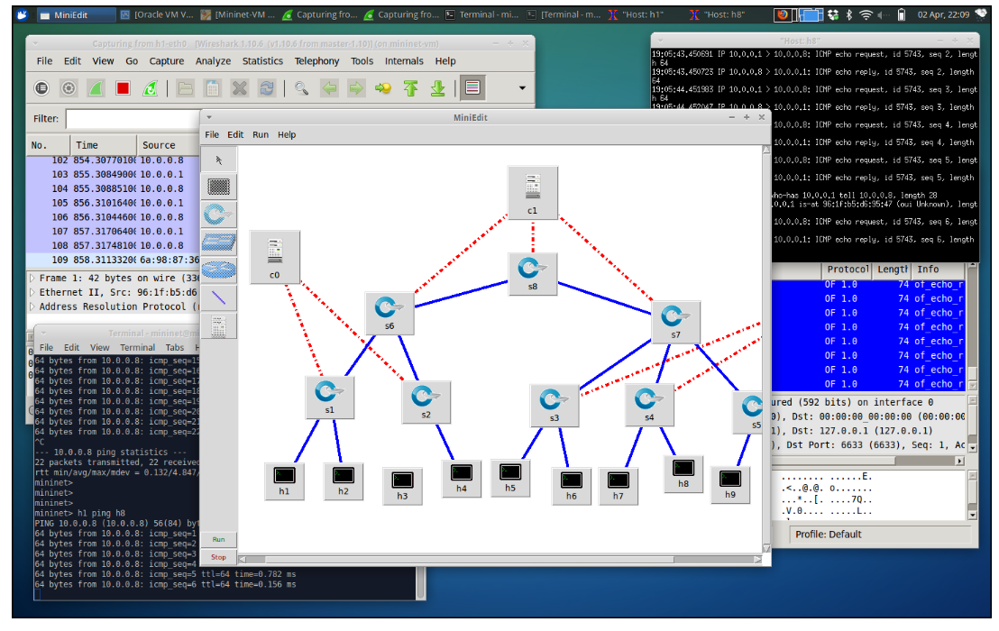 MiniEdit
[Oracle VM V...
[Mininet-VM ...
Capturing fro...
Capturing fro...
Terminal - mi...
[Terminal - m...
"Host: h1"
"Host: h8"
02 Apr, 22:09
Capturing from h1-eth0 [Wireshark 1.10.6 (v1.10.6 from master-1.10)] (on mininet-vm)
File Edit View Go Capture Analyze Statistics Telephony Tools Internals Help
Filter:
No. Time Source
102 854.30770100 10.0.0.8
103 855.30849000 10.0.0.1
104 855.30885100 10.0.0.8
105 856.31016400 10.0.0.1
106 856.31044600 10.0.0.8
107 857.31706400 10.0.0.1
108 857.31748100 10.0.0.8
109 858.31133200 6a:98:87:36
Frame 1: 42 bytes on wire (336
Ethernet II, Src: 96:1f:b5:d6
Address Resolution Protocol (
"Host: h8"
19:05:43.450691 IP 10.0.0.1 > 10.0.0.8: ICMP echo request, id 5743, seq 2, lengt
h 64
19:05:43.450723 IP 10.0.0.8 > 10.0.0.1: ICMP echo reply, id 5743, seq 2, length
64
19:05:44.451983 IP 10.0.0.1 > 10.0.0.8: ICMP echo request, id 5743, seq 3, lengt
h 64
19:05:44.452047 IP 10.0.0.8 > 10.0.0.1: ICMP echo reply, id 5743, seq 3, length
10.0.0.8: ICMP echo request, id 5743, seq 4, lengt
10.0.0.1: ICMP echo reply, id 5743, seq 4, length
10.0.0.8: ICMP echo request, id 5743, seq 5, lengt
10.0.0.1: ICMP echo reply, id 5743, seq 5, length
who-has 10.0.0.1 tell 10.0.0.8, length 28
.0.0.1 is-at 96:1f:b5:d6:95:47 (oui Unknown), lengt
10.0.0.8: ICMP echo request, id 5743, seq 6, lengt
10.0.0.1: ICMP echo reply, id 5743, seq 6, length
MiniEdit
File Edit Run Help
c1
c0
s8
s6
s7
s1
s2
s3
s4
s5
h1
h2
h3
h4
h5
h6
h7
h8
h9
Run
Stop
Terminal - mininet@mi
File Edit View Terminal Tabs H
64 bytes from 10.0.0.8: icmp_seq=15
64 bytes from 10.0.0.8: icmp_seq=16
64 bytes from 10.0.0.8: icmp_seq=17
64 bytes from 10.0.0.8: icmp_seq=18
64 bytes from 10.0.0.8: icmp_seq=19
64 bytes from 10.0.0.8: icmp_seq=20
64 bytes from 10.0.0.8: icmp_seq=21
64 bytes from 10.0.0.8: icmp_seq=22
^C
--- 10.0.0.8 ping statistics ---
22 packets transmitted, 22 received
rtt min/avg/max/mdev = 0.132/4.847/
mininet>
mininet>
mininet>
mininet> h1 ping h8
PING 10.0.0.8 (10.0.0.8) 56(84) byt
64 bytes from 10.0.0.8: icmp_seq=1
64 bytes from 10.0.0.8: icmp_seq=2
64 bytes from 10.0.0.8: icmp_seq=3
64 bytes from 10.0.0.8: icmp_seq=4
64 bytes from 10.0.0.8: icmp_seq=5 ttl=64 time=0.782 ms
64 bytes from 10.0.0.8: icmp_seq=6 ttl=64 time=0.156 ms
Protocol Length Info
OF 1.0 74 of_echo_r
OF 1.0 74 of_echo_r
OF 1.0 74 of_echo_r
OF 1.0 74 of_echo_r
OF 1.0 74 of_echo_r
OF 1.0 74 of_echo_r
OF 1.0 74 of_echo_r
OF 1.0 74 of_echo_r
ured (592 bits) on interface 0
0), Dst: 00:00:00_00:00:00 (00:00:00
1), Dst: 127.0.0.1 (127.0.0.1)
), Dst Port: 6633 (6633), Seq: 1, Ac
........ ......E.
.<..@.@. o.......
...*..[. ....7Q..
.V.0.... .....L..
Profile: Default